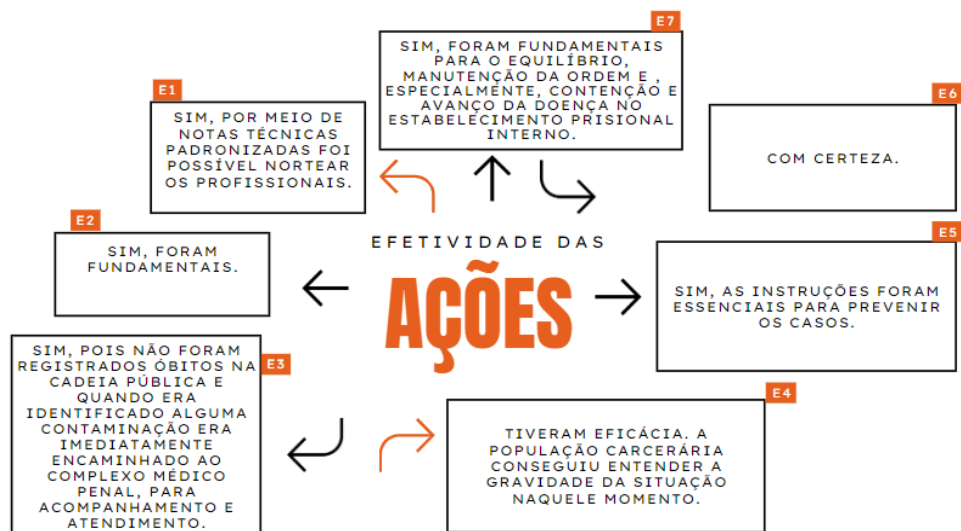 E7
SIM, FORAM FUNDAMENTAIS
PARA O EQUILÍBRIO,
MANUTENÇÃO DA ORDEM E ,
ESPECIALMENTE, CONTENÇÃO E
AVANÇO DA DOENÇA NO
ESTABELECIMENTO PRISIONAL
INTERNO.
E1
SIM, POR MEIO DE
NOTAS TÉCNICAS
PADRONIZADAS FOI
POSSÍVEL NORTEAR
OS PROFISSIONAIS.
E6
COM CERTEZA.
E2
SIM, FORAM
FUNDAMENTAIS.
EFETIVIDADE DAS
AÇÕES
E5
SIM, AS INSTRUÇÕES FORAM
ESSENCIAIS PARA PREVENIR
OS CASOS.
E3
SIM, POIS NÃO FORAM
REGISTRADOS ÓBITOS NA
CADEIA PÚBLICA E
QUANDO ERA
IDENTIFICADO ALGUMA
CONTAMINAÇÃO ERA
IMEDIATAMENTE
ENCAMINHADO AO
COMPLEXO MÉDICO
PENAL, PARA
ACOMPANHAMENTO E
ATENDIMENTO.
E4
TIVERAM EFICÁCIA. A
POPULAÇÃO CARCERÁRIA
CONSEGUIU ENTENDER A
GRAVIDADE DA SITUAÇÃO
NAQUELE MOMENTO.